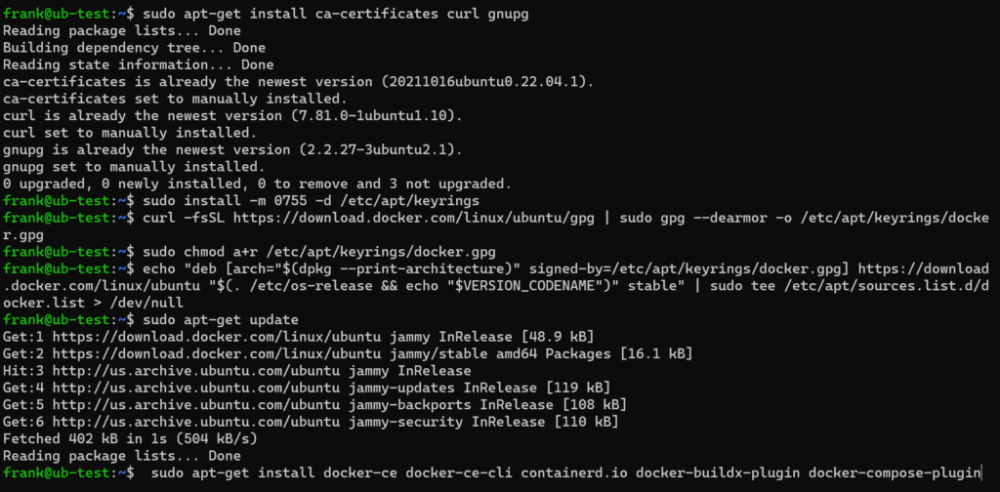 frank@ub-test:~$ sudo apt-get install ca-certificates curl gnupg
Reading package lists... Done
Building dependency tree... Done
Reading state information... Done
ca-certificates is already the newest version (20211016ubuntu0.22.04.1).
ca-certificates set to manually installed.
curl is already the newest version (7.81.0-1ubuntu1.10).
curl set to manually installed.
gnupg is already the newest version (2.2.27-3ubuntu2.1).
gnupg set to manually installed.
0 upgraded, 0 newly installed, 0 to remove and 3 not upgraded.
frank@ub-test:~$ sudo install -m 0755 -d /etc/apt/keyrings
frank@ub-test:~$ curl -fsSL https://download.docker.com/linux/ubuntu/gpg | sudo gpg --dearmor -o /etc/apt/keyrings/docke
r.gpg
frank@ub-test:~$ sudo chmod a+r /etc/apt/keyrings/docker.gpg
frank@ub-test:~$ echo "deb [arch="$(dpkg --print-architecture)" signed-by=/etc/apt/keyrings/docker.gpg] https://download
.docker.com/linux/ubuntu "$(. /etc/os-release && echo "$VERSION_CODENAME")" stable" | sudo tee /etc/apt/sources.list.d/d
ocker.list > /dev/null
frank@ub-test:~$ sudo apt-get update
Get:1 https://download.docker.com/linux/ubuntu jammy InRelease [48.9 kB]
Get:2 https://download.docker.com/linux/ubuntu jammy/stable amd64 Packages [16.1 kB]
Hit:3 http://us.archive.ubuntu.com/ubuntu jammy InRelease
Get:4 http://us.archive.ubuntu.com/ubuntu jammy-updates InRelease [119 kB]
Get:5 http://us.archive.ubuntu.com/ubuntu jammy-backports InRelease [108 kB]
Get:6 http://us.archive.ubuntu.com/ubuntu jammy-security InRelease [110 kB]
Fetched 402 kB in 1s (504 kB/s)
Reading package lists... Done
frank@ub-test:~$  sudo apt-get install docker-ce docker-ce-cli containerd.io docker-buildx-plugin docker-compose-plugin